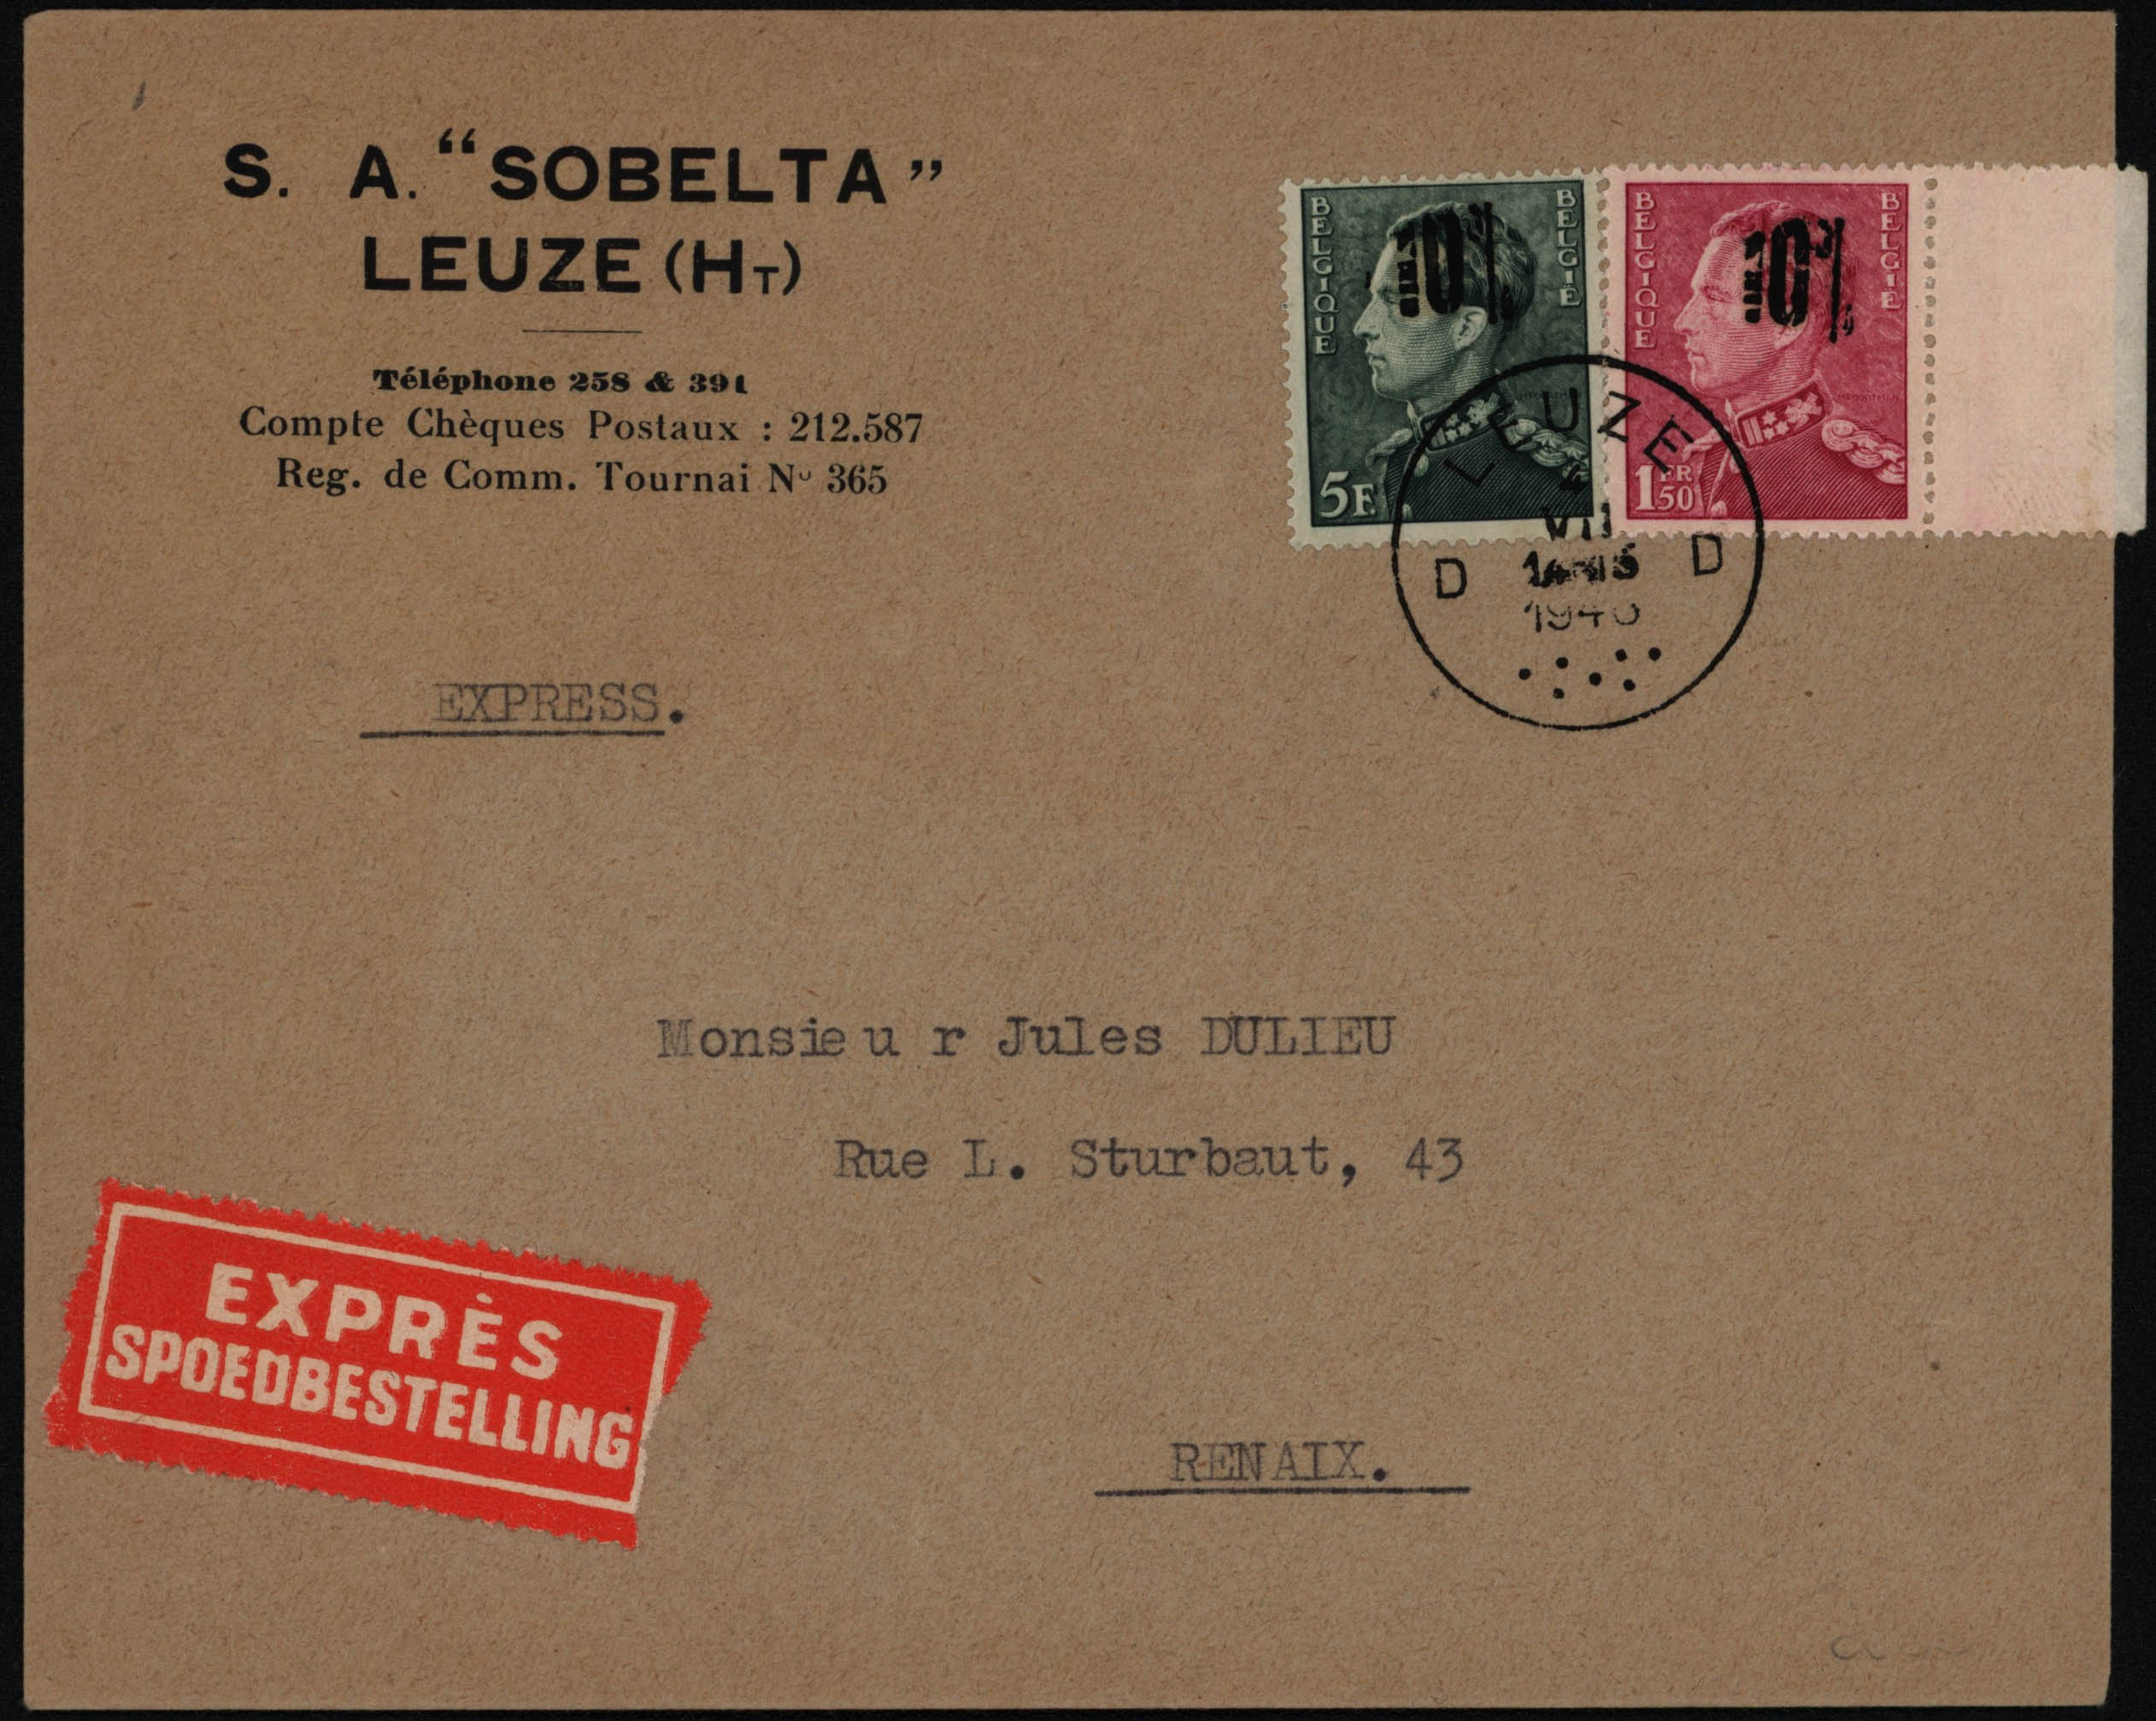 S. A. “SOBELTA”
LEUZE (HT)
Téléphone 258 & 391
Compte Chèques Postaux : 212.587
Reg. de Comm. Tournai Nº 365
BELGIQUE
BELGIË
5F.
BELGIQUE
BELGIË
1FR50
LEUZE
VII
D D
EXPRESS.
Monsieu r Jules DULIEU
Rue L. Sturbaut, 43
EXPRÈS
SPOEDBESTELLING
RENAIX.